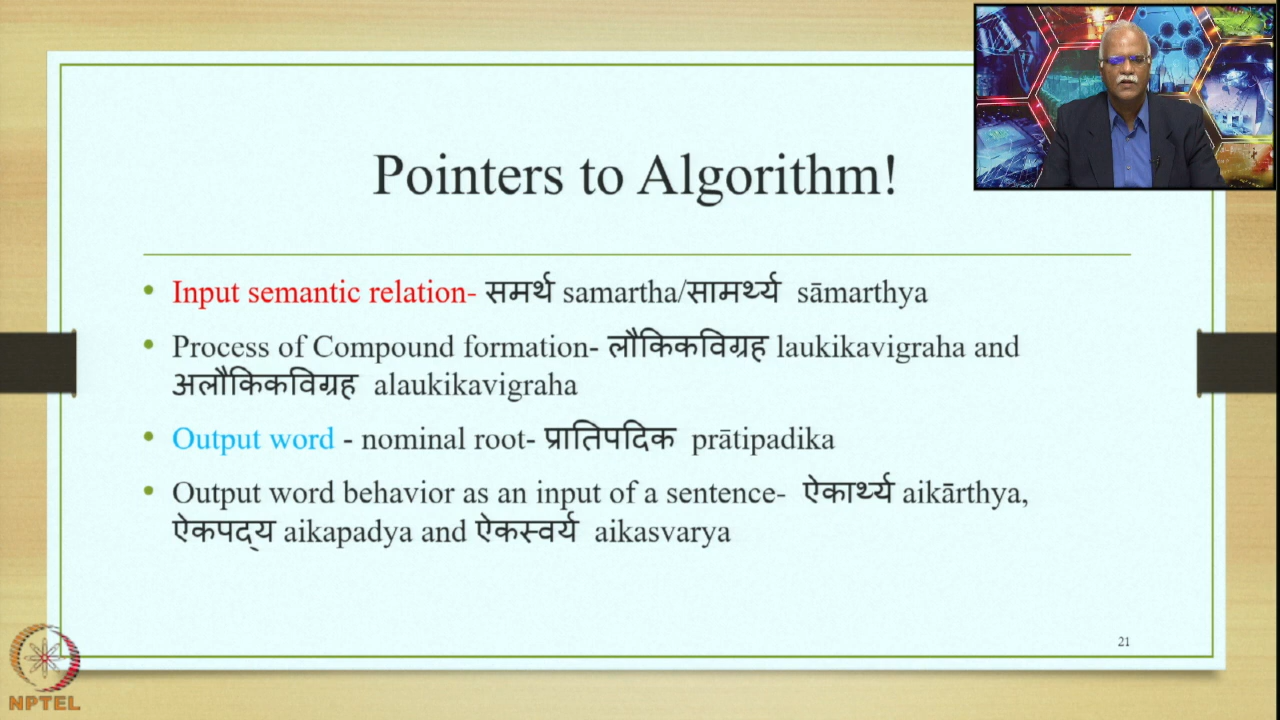 Pointers to Algorithm!
• Input semantic relation- समर्थ samartha/सामर्थ्य sāmarthya
• Process of Compound formation- लौकिकविग्रह laukikavigraha and
अलौकिकविग्रह alaukikavigraha
• Output word - nominal root- प्रातिपदिक prātipadika
• Output word behavior as an input of a sentence- ऐकार्थ्य aikārthya,
ऐकपद्य aikapadya and ऐकस्वर्य aikasvarya
21
NPTEL